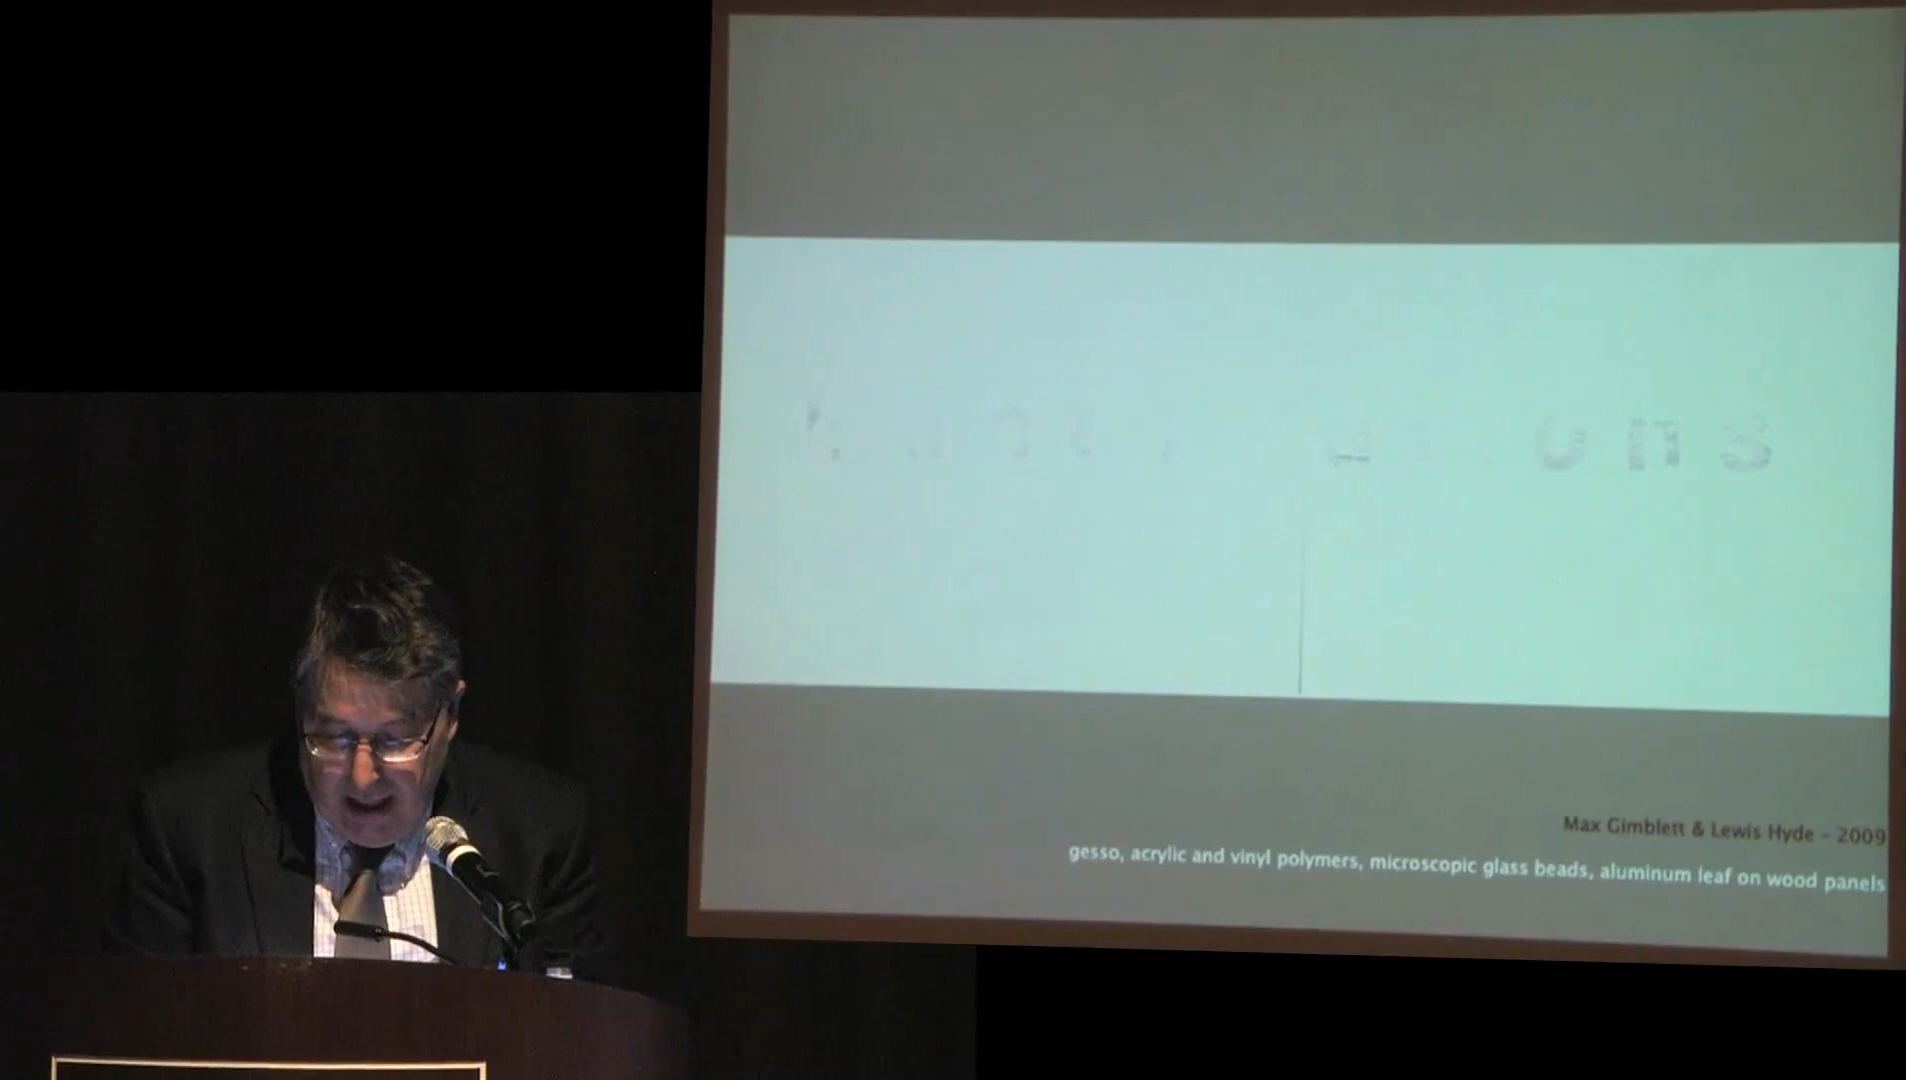 Max Gimblett & Lewis Hyde - 2009
gesso, acrylic and vinyl polymers, microscopic glass beads, aluminum leaf on wood panels